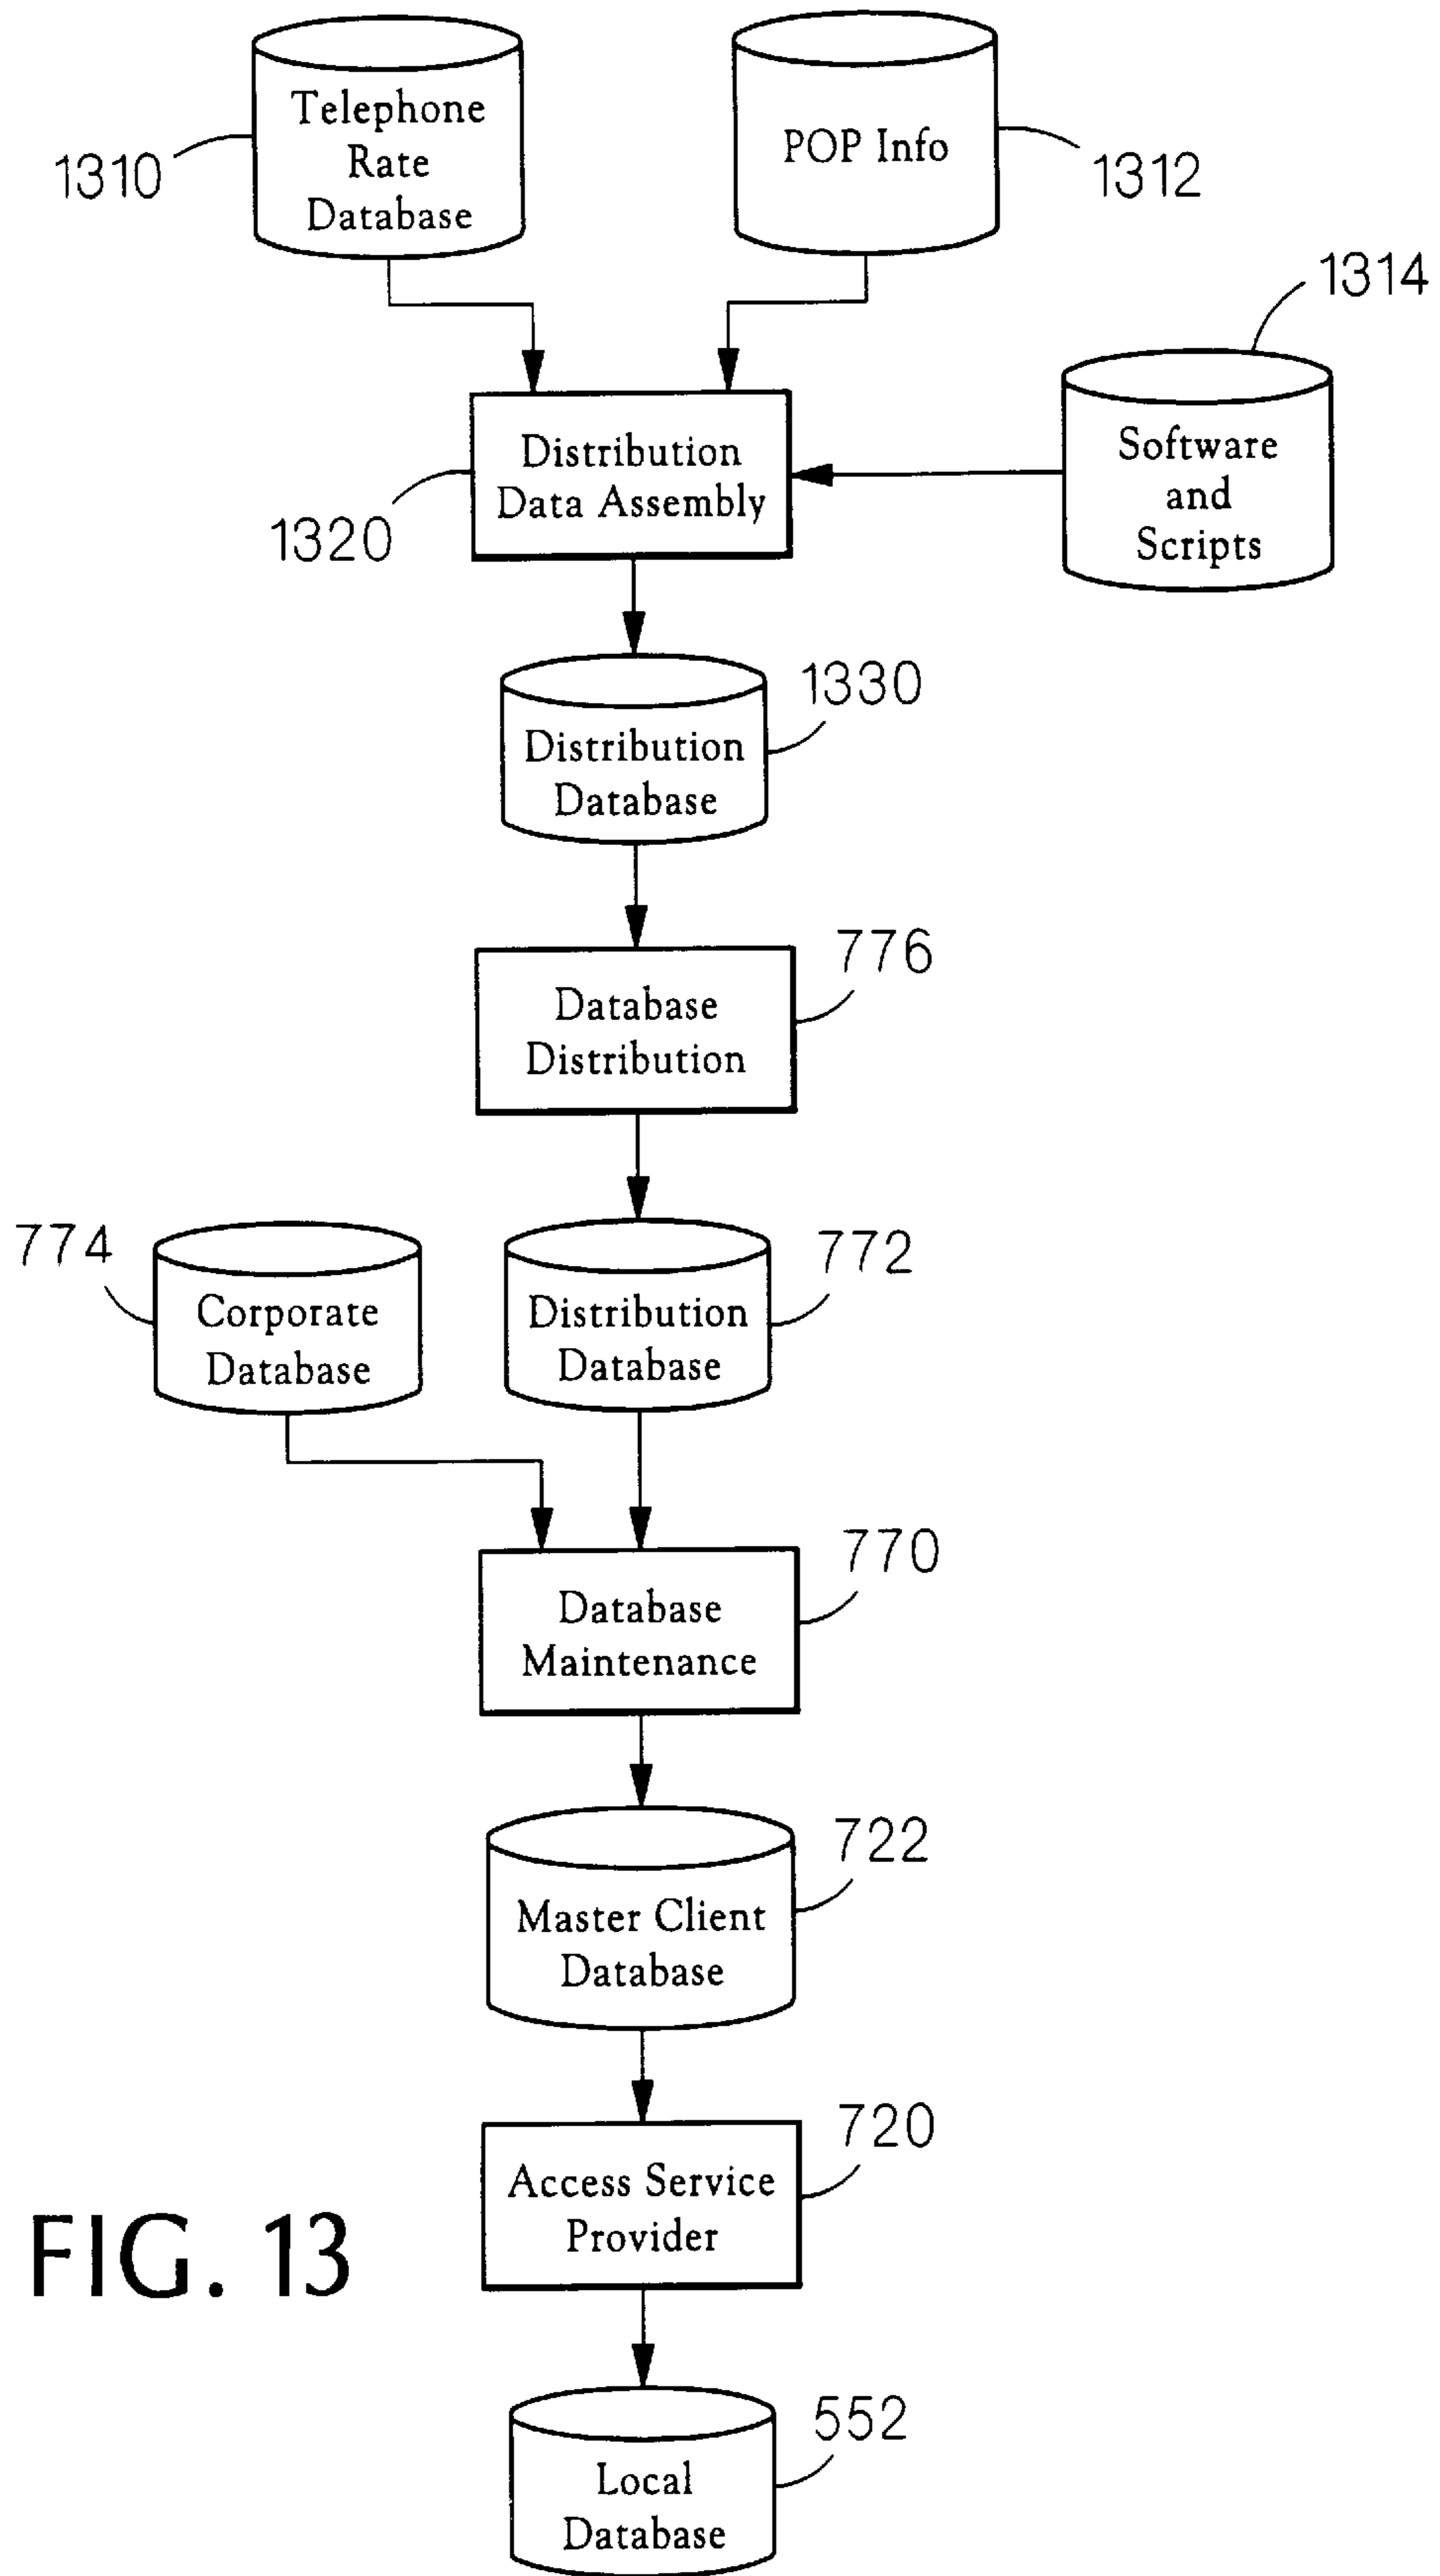 Telephone
Rate
Database
1310
POP Info
1312
1314
Software
and
Scripts
Distribution
Data Assembly
1320
1330
Distribution
Database
776
Database
Distribution
774
Corporate
Database
772
Distribution
Database
770
Database
Maintenance
722
Master Client
Database
720
Access Service
Provider
FIG. 13
552
Local
Database